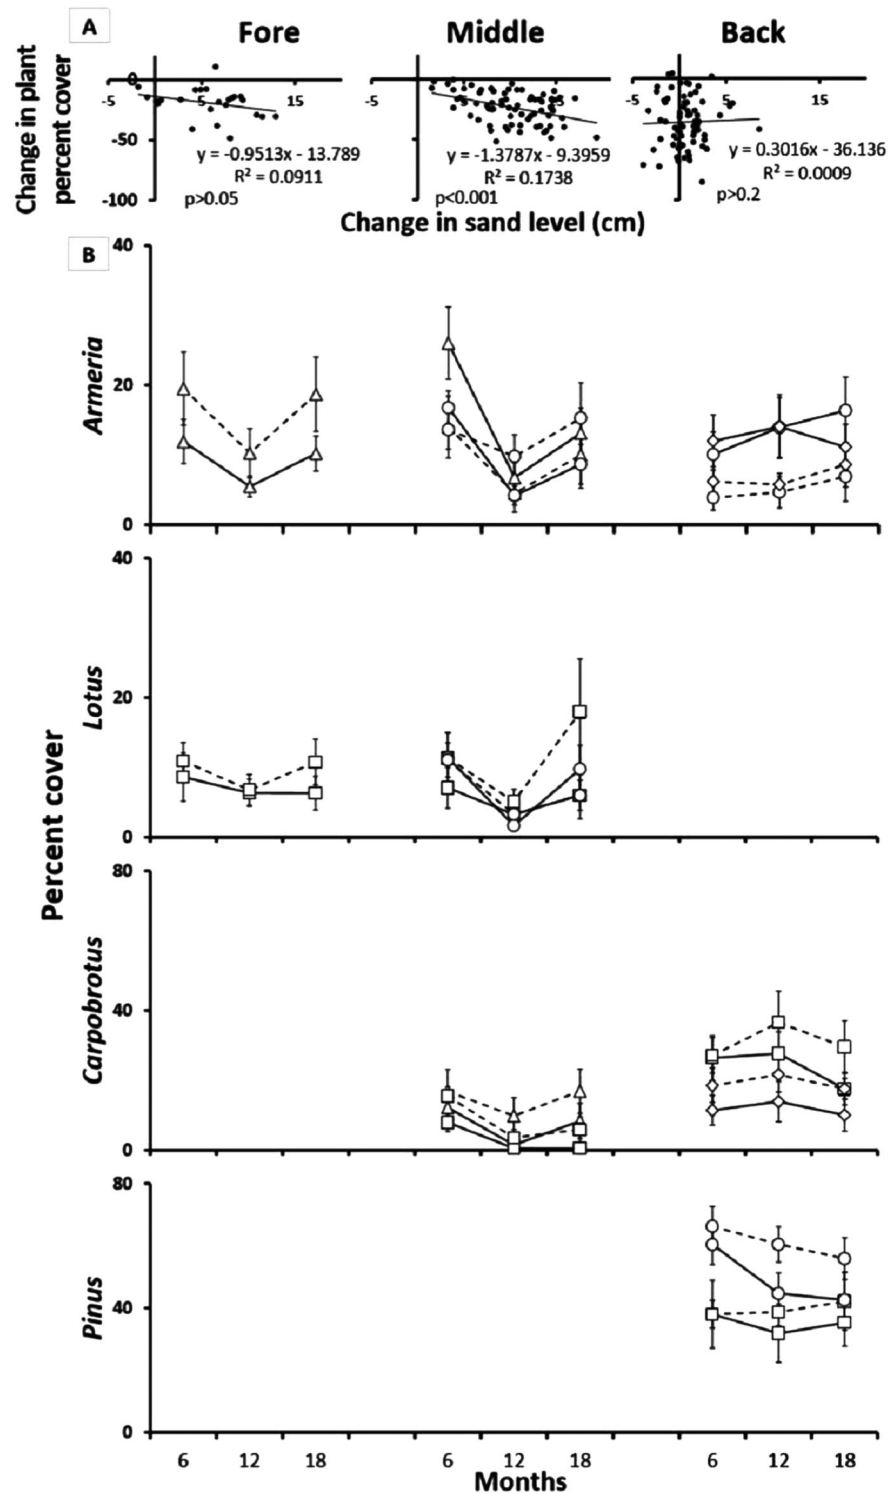 A
Fore Middle Back
Change in plant
percent cover
0
-50
-100
-5 5 15
-5 5 15
-5 5 15
y = -0.9513x - 13.789
R² = 0.0911
p>0.05
y = -1.3787x - 9.3959
R² = 0.1738
p<0.001
y = 0.3016x - 36.136
R² = 0.0009
p>0.2
Change in sand level (cm)
B
Percent cover
Armeria
40
20
0
Lotus
40
20
0
Carpobrotus
80
40
0
Pinus
80
40
0
6 12 18 6 12 18 6 12 18
Months